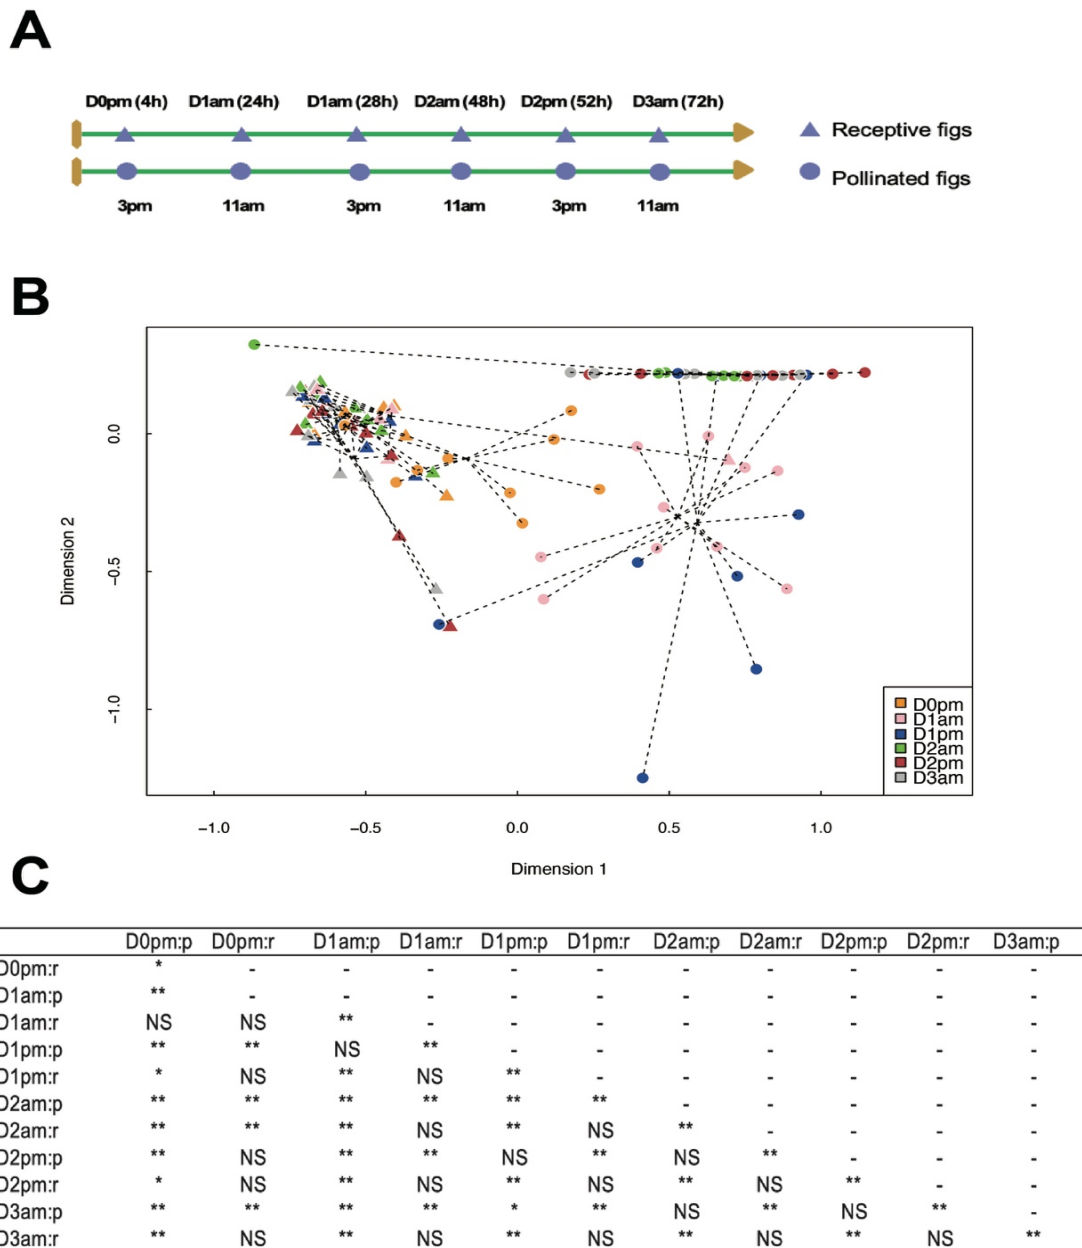 A
D0pm (4h) D1am (24h) D1am (28h) D2am (48h) D2pm (52h) D3am (72h)
Receptive figs
Pollinated figs
3pm 11am 3pm 11am 3pm 11am
B
0.0
−0.5
−1.0
Dimension 2
D0pm
D1am
D1pm
D2am
D2pm
D3am
−1.0 −0.5 0.0 0.5 1.0
Dimension 1
C
D0pm:p D0pm:r D1am:p D1am:r D1pm:p D1pm:r D2am:p D2am:r D2pm:p D2pm:r D3am:p
D0pm:r * - - - - - - - - - -
D1am:p ** - - - - - - - - - -
D1am:r NS NS ** - - - - - - - -
D1pm:p ** ** NS ** - - - - - - -
D1pm:r * NS ** NS ** - - - - - -
D2am:p ** ** ** ** ** ** - - - - -
D2am:r ** ** ** NS ** NS ** - - - -
D2pm:p ** NS ** ** NS ** NS ** - - -
D2pm:r * NS ** NS ** NS ** NS ** - -
D3am:p ** ** ** ** * ** NS ** NS ** -
D3am:r ** NS ** NS ** NS ** NS ** NS **